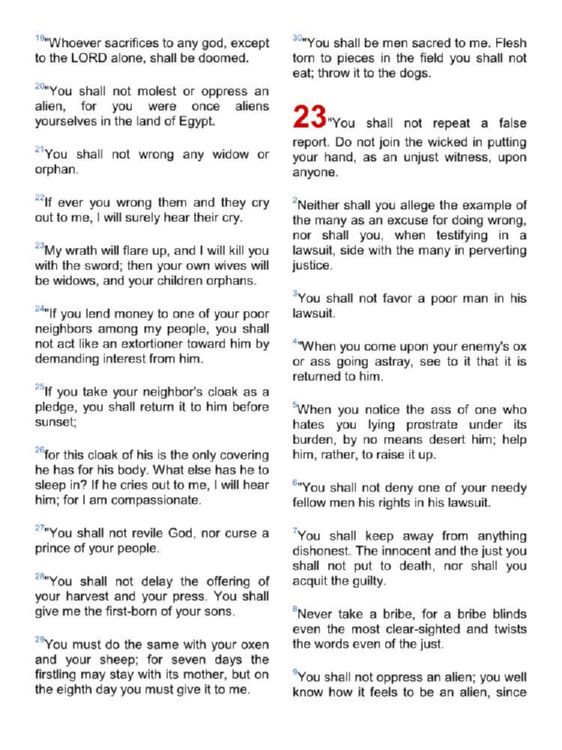 19"Whoever sacrifices to any god, except
to the LORD alone, shall be doomed.
20"You shall not molest or oppress an
alien, for you were once aliens
yourselves in the land of Egypt.
21You shall not wrong any widow or
orphan.
22If ever you wrong them and they cry
out to me, I will surely hear their cry.
23My wrath will flare up, and I will kill you
with the sword; then your own wives will
be widows, and your children orphans.
24"If you lend money to one of your poor
neighbors among my people, you shall
not act like an extortioner toward him by
demanding interest from him.
25If you take your neighbor's cloak as a
pledge, you shall return it to him before
sunset;
26for this cloak of his is the only covering
he has for his body. What else has he to
sleep in? If he cries out to me, I will hear
him; for I am compassionate.
27"You shall not revile God, nor curse a
prince of your people.
28"You shall not delay the offering of
your harvest and your press. You shall
give me the first-born of your sons.
29You must do the same with your oxen
and your sheep; for seven days the
firstling may stay with its mother, but on
the eighth day you must give it to me.
30"You shall be men sacred to me. Flesh
torn to pieces in the field you shall not
eat; throw it to the dogs.
23"You shall not repeat a false
report. Do not join the wicked in putting
your hand, as an unjust witness, upon
anyone.
2Neither shall you allege the example of
the many as an excuse for doing wrong,
nor shall you, when testifying in a
lawsuit, side with the many in perverting
justice.
3You shall not favor a poor man in his
lawsuit.
4"When you come upon your enemy's ox
or ass going astray, see to it that it is
returned to him.
5When you notice the ass of one who
hates you lying prostrate under its
burden, by no means desert him; help
him, rather, to raise it up.
6"You shall not deny one of your needy
fellow men his rights in his lawsuit.
7You shall keep away from anything
dishonest. The innocent and the just you
shall not put to death, nor shall you
acquit the guilty.
8Never take a bribe, for a bribe blinds
even the most clear-sighted and twists
the words even of the just.
9You shall not oppress an alien; you well
know how it feels to be an alien, since